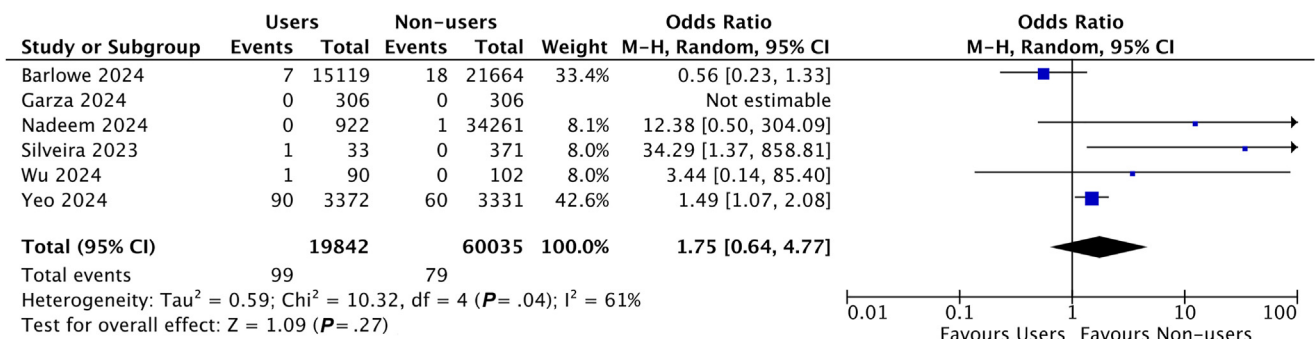 Users Non-users Odds Ratio Odds Ratio
Study or Subgroup Events Total Events Total Weight M-H, Random, 95% CI M-H, Random, 95% CI
Barlowe 2024 7 15119 18 21664 33.4% 0.56 [0.23, 1.33]
Garza 2024 0 306 0 306 Not estimable
Nadeem 2024 0 922 1 34261 8.1% 12.38 [0.50, 304.09]
Silveira 2023 1 33 0 371 8.0% 34.29 [1.37, 858.81]
Wu 2024 1 90 0 102 8.0% 3.44 [0.14, 85.40]
Yeo 2024 90 3372 60 3331 42.6% 1.49 [1.07, 2.08]
Total (95% CI) 19842 60035 100.0% 1.75 [0.64, 4.77]
Total events 99 79
Heterogeneity: Tau² = 0.59; Chi² = 10.32, df = 4 (P = .04); I² = 61%
Test for overall effect: Z = 1.09 (P = .27)
0.01 0.1 1 10 100
Favours Users Favours Non-users